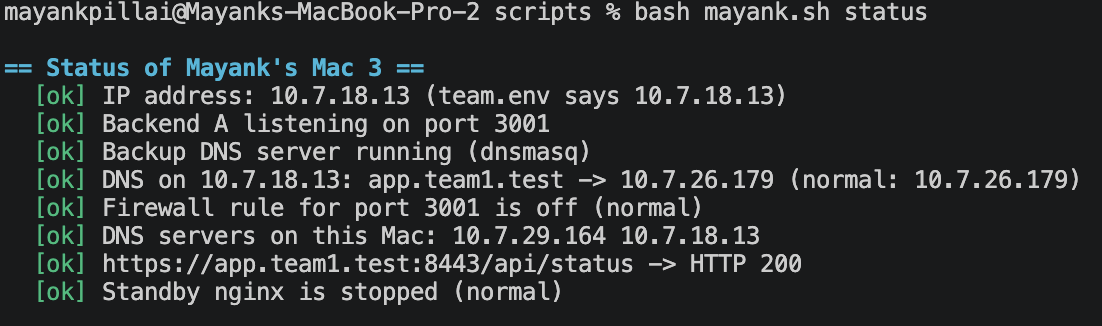 mayankpillai@Mayanks-MacBook-Pro-2 scripts % bash mayank.sh status
== Status of Mayank's Mac 3 ==
[ok] IP address: 10.7.18.13 (team.env says 10.7.18.13)
[ok] Backend A listening on port 3001
[ok] Backup DNS server running (dnsmasq)
[ok] DNS on 10.7.18.13: app.team1.test -> 10.7.26.179 (normal: 10.7.26.179)
[ok] Firewall rule for port 3001 is off (normal)
[ok] DNS servers on this Mac: 10.7.29.164 10.7.18.13
[ok] https://app.team1.test:8443/api/status -> HTTP 200
[ok] Standby nginx is stopped (normal)